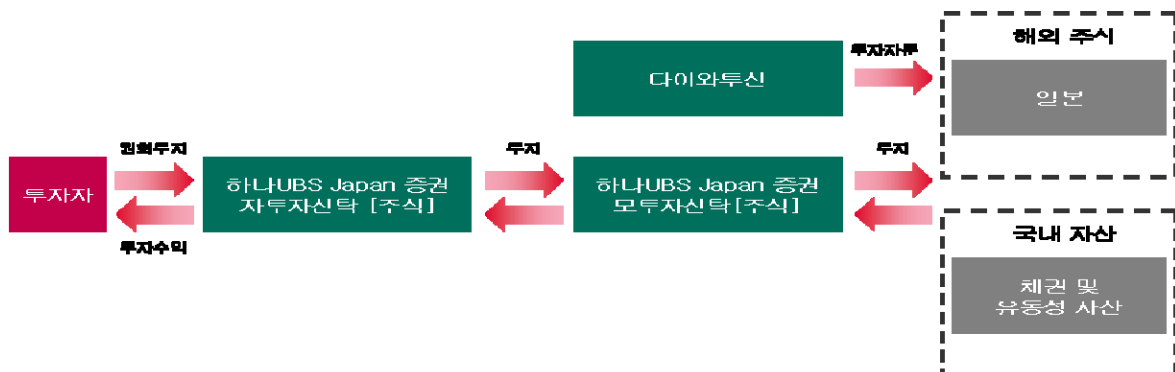 해외 주식
투자자문
다이와투신
일본
원화투자
투자
투자
투자자
하나UBS Japan 증권
자투자신탁 [주식]
하나UBS Japan 증권
모투자신탁[주식]
투자수익
국내 자산
채권 및
유동성 자산